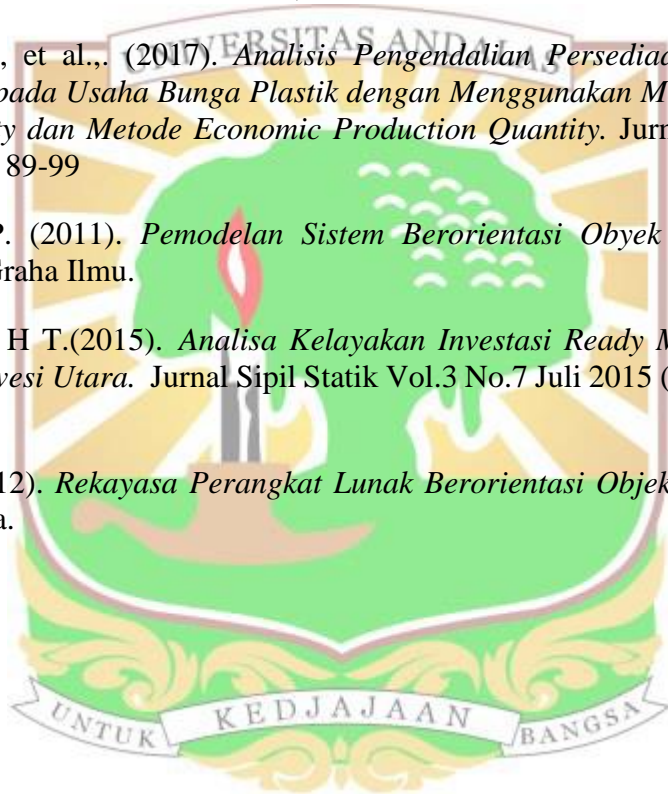 UNIVERSITAS ANDALAS
, et al.,. (2017). Analisis Pengendalian Persediaa
pada Usaha Bunga Plastik dengan Menggunakan M
ty dan Metode Economic Production Quantity. Jurn
89-99
P. (2011). Pemodelan Sistem Berorientasi Obyek
Graha Ilmu.
H T.(2015). Analisa Kelayakan Investasi Ready M
vesi Utara. Jurnal Sipil Statik Vol.3 No.7 Juli 2015 (
12). Rekayasa Perangkat Lunak Berorientasi Objek
a.
UNTUK KEDJAJAAN BANGSA